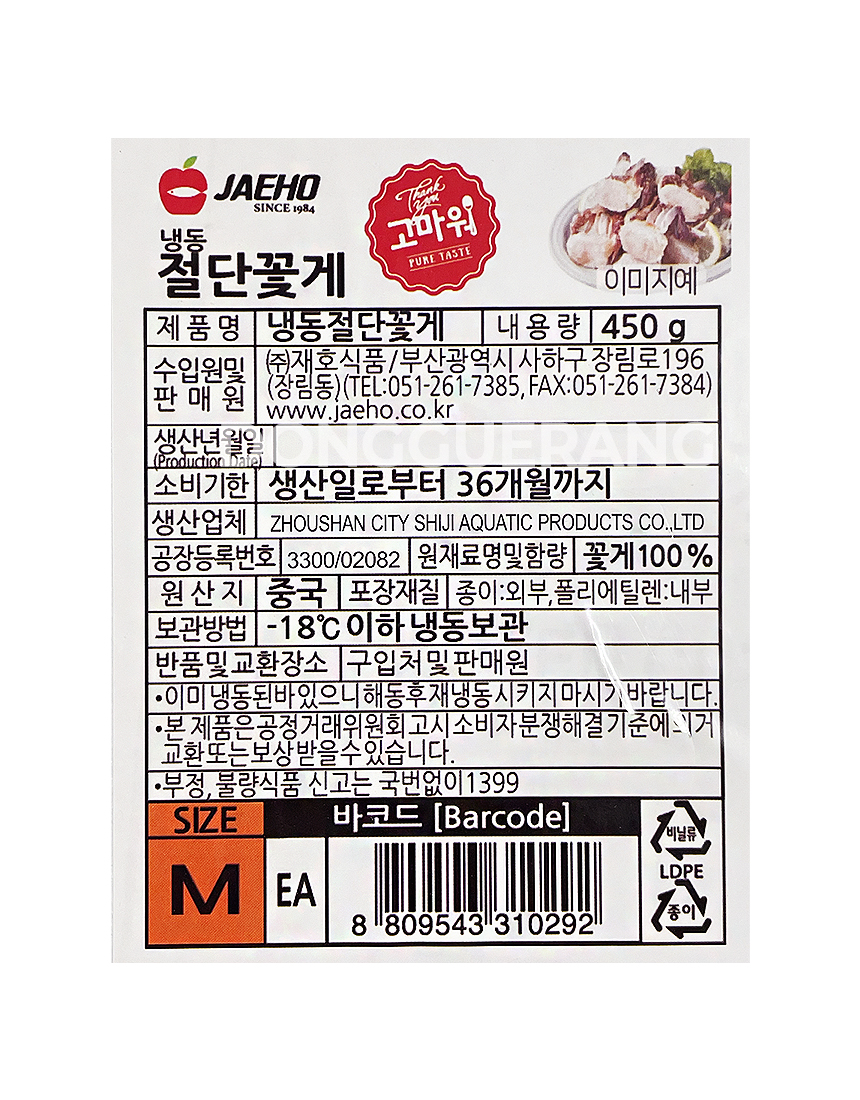 JAEHO
SINCE 1984
Thank you
고마워
PURE TASTE
냉동
절단꽃게
이미지예
제품명 냉동절단꽃게 내용량 450 g
수입원및 판매원 ㈜재호식품/부산광역시 사하구 장림로196
(장림동)(TEL:051-261-7385, FAX:051-261-7384)
www.jaeho.co.kr
생산년월일
(Production Date)
소비기한 생산일로부터 36개월까지
생산업체 ZHOUSHAN CITY SHIJI AQUATIC PRODUCTS CO.,LTD
공장등록번호 3300/02082 원재료명및함량 꽃게100%
원산지 중국 포장재질 종이:외부,폴리에틸렌:내부
보관방법 -18℃이하 냉동보관
반품및교환장소 구입처및판매원
•이미 냉동된바있으니해동후재냉동시키지마시기바랍니다.
•본 제품은공정거래위원회고시소비자분쟁해결기준에의거
교환또는보상받을수있습니다.
•부정, 불량식품 신고는 국번없이1399
SIZE 바코드 [Barcode]
M EA
8 809543 310292
비닐류
LDPE
종이